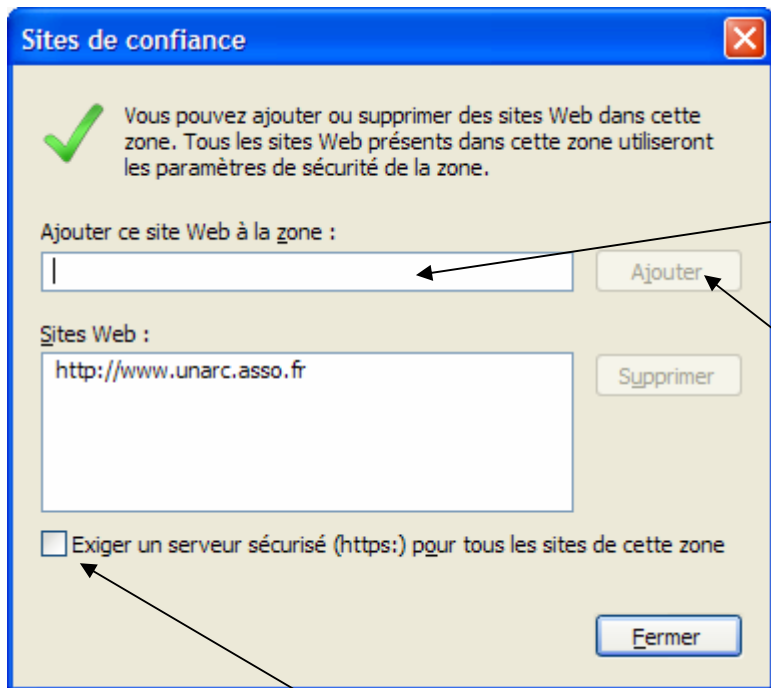 Sites de confiance
Vous pouvez ajouter ou supprimer des sites Web dans cette
zone. Tous les sites Web présents dans cette zone utiliseront
les paramètres de sécurité de la zone.
Ajouter ce site Web à la zone :
Ajouter
Sites Web :
http://www.unarc.asso.fr
Supprimer
Exiger un serveur sécurisé (https:) pour tous les sites de cette zone
Fermer